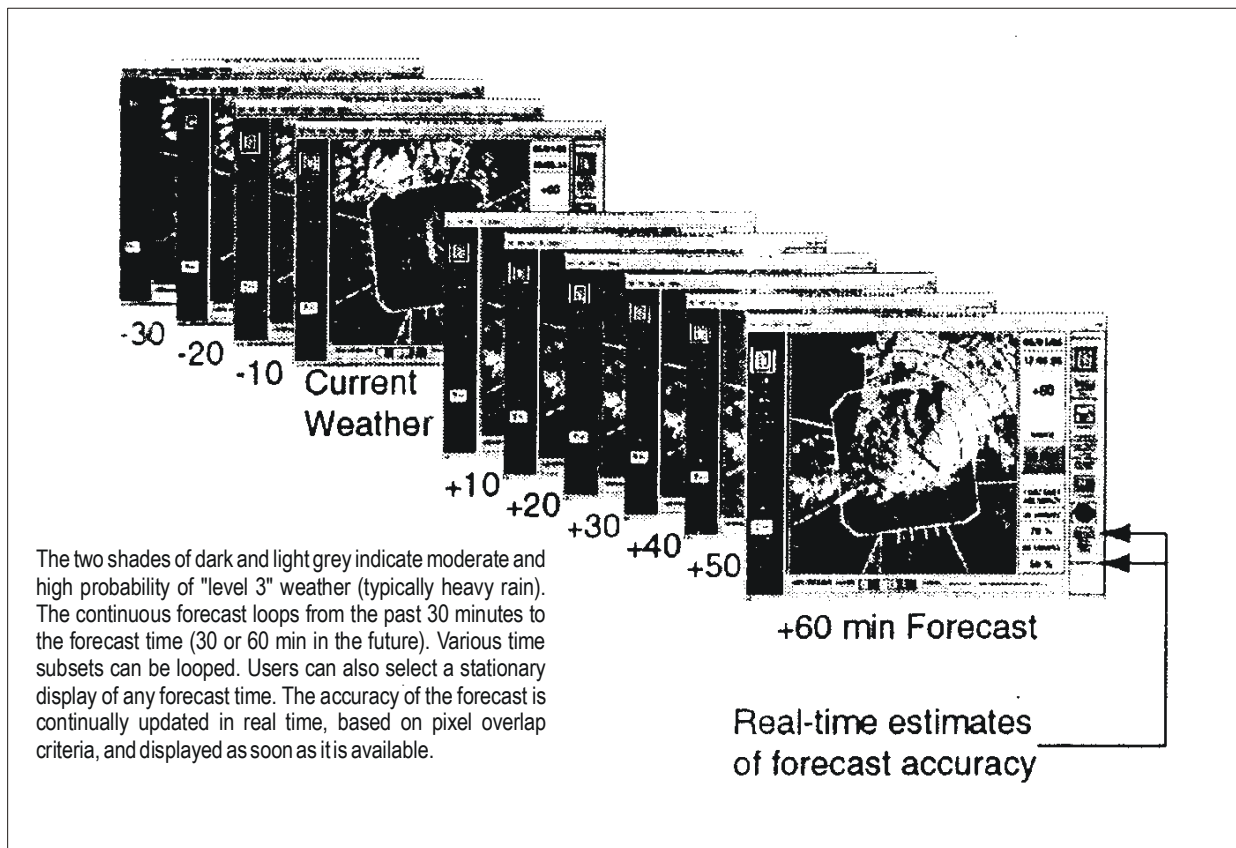 -30
-20
-10
Current
Weather
+60
+10
+20
+30
+40
+50
+60
+60 min Forecast
The two shades of dark and light grey indicate moderate and
high probability of "level 3" weather (typically heavy rain).
The continuous forecast loops from the past 30 minutes to
the forecast time (30 or 60 min in the future). Various time
subsets can be looped. Users can also select a stationary
display of any forecast time. The accuracy of the forecast is
continually updated in real time, based on pixel overlap
criteria, and displayed as soon as it is available.
Real-time estimates
of forecast accuracy